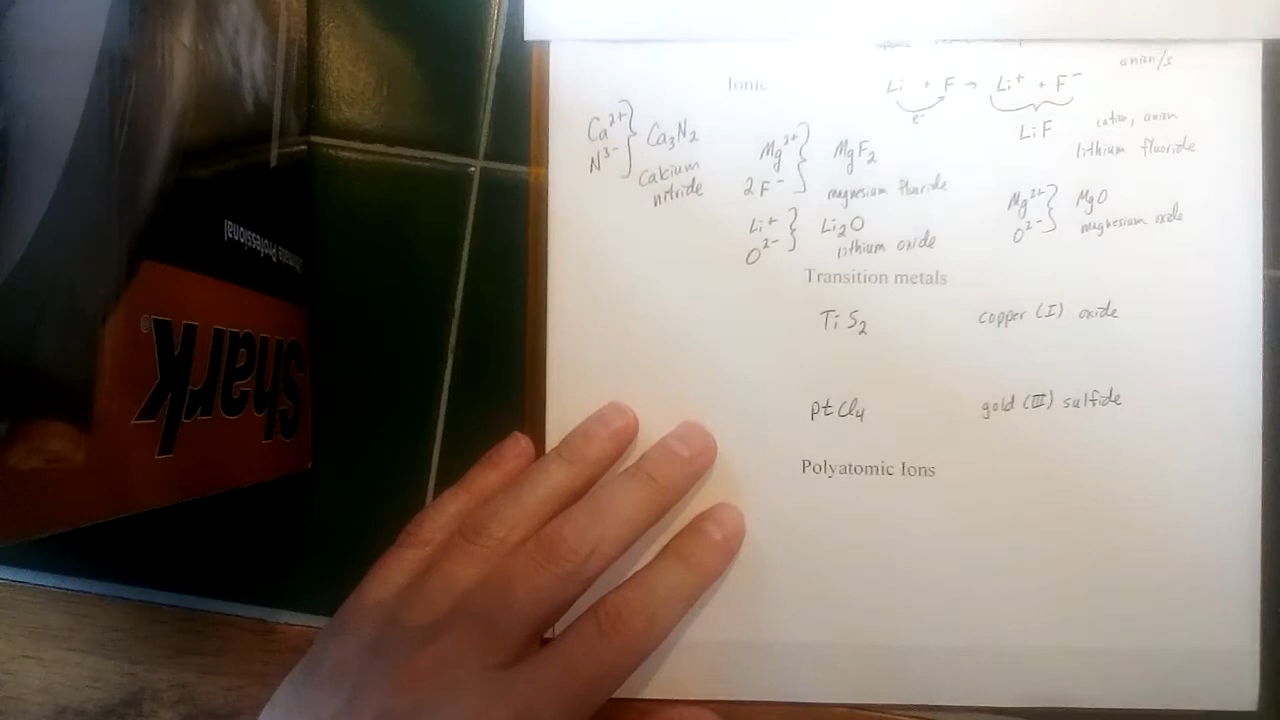 anion/s
Ionic
Li + F → Li⁺ + F⁻
e⁻
LiF
cation, anion
lithium fluoride
Ca²⁺
N³⁻
Ca₃N₂
calcium
nitride
Mg²⁺
2F⁻
MgF₂
magnesium fluoride
Mg²⁺
O²⁻
MgO
magnesium oxide
Li⁺
O²⁻
Li₂O
lithium oxide
Transition metals
TiS₂
copper (I) oxide
PtCl₄
gold (III) sulfide
Polyatomic Ions
Professional
Shark®